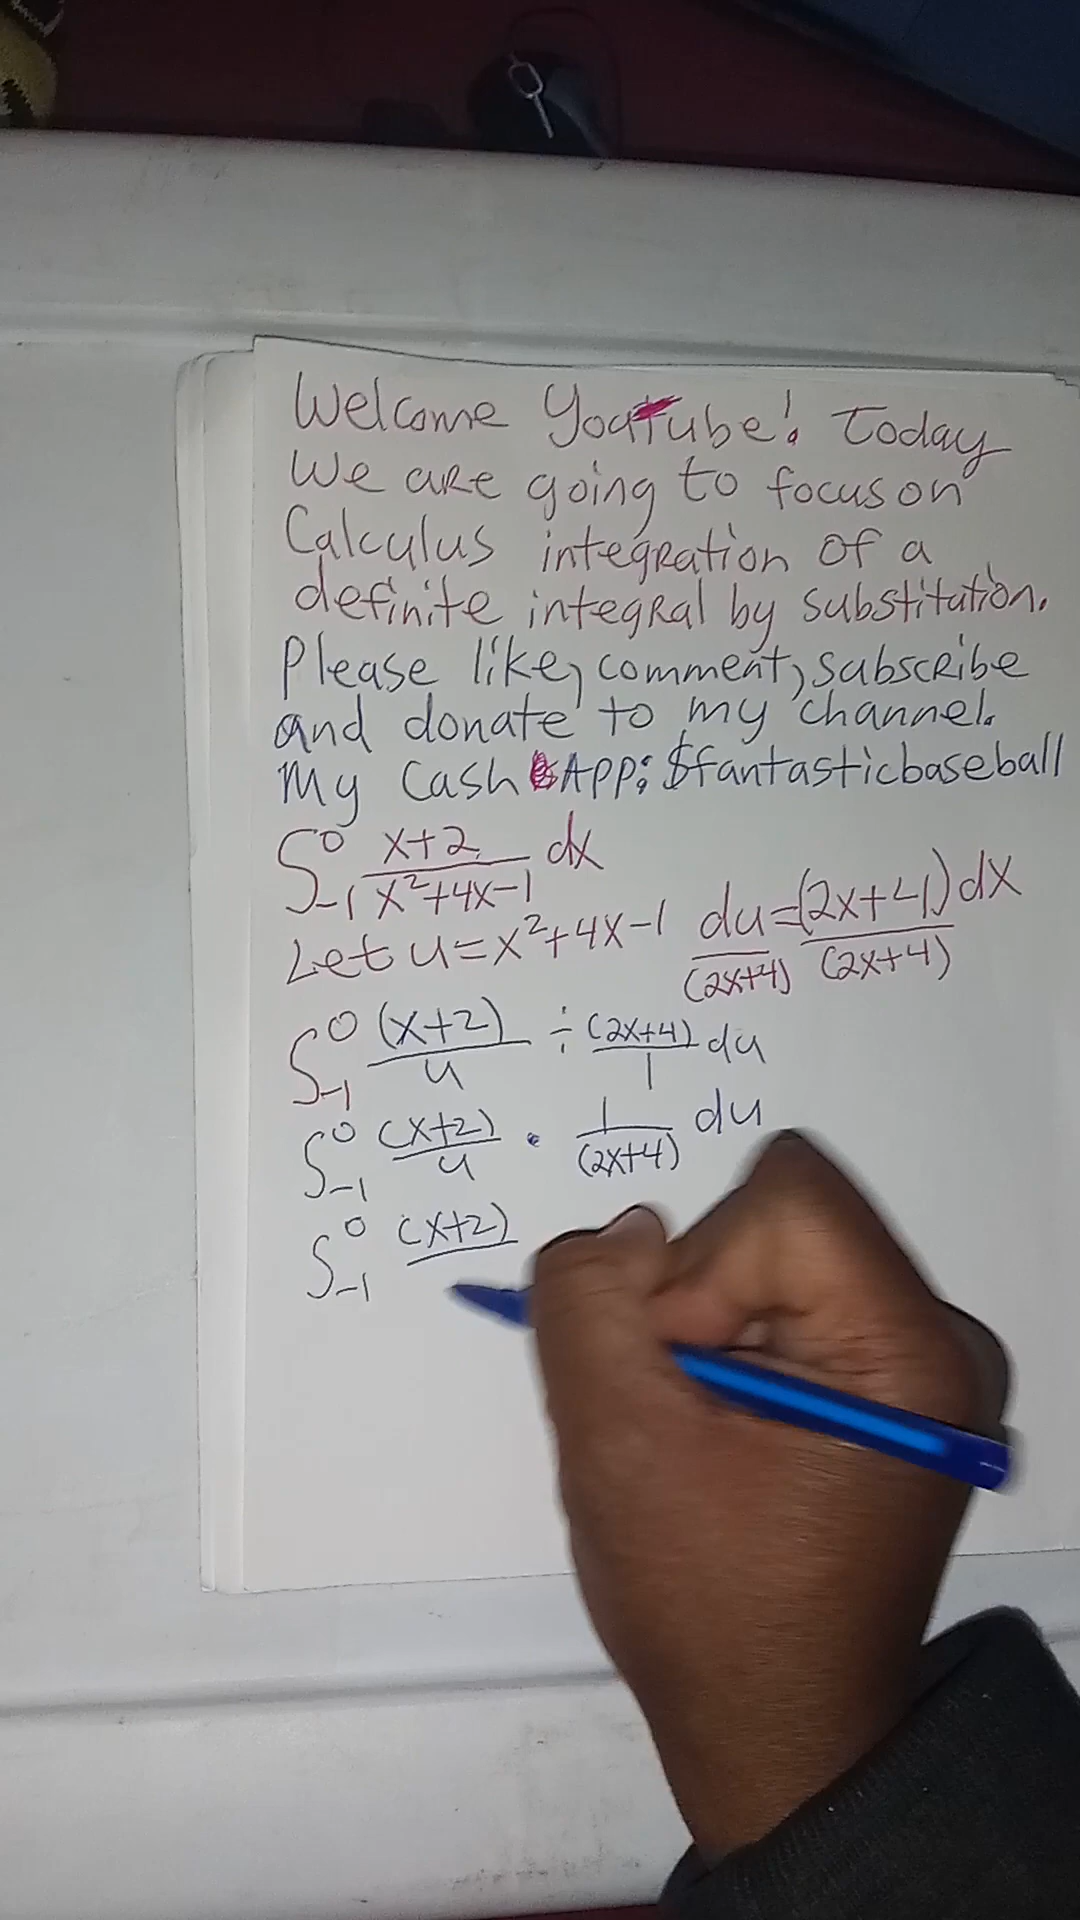 Welcome YouTube! Today
We are going to focus on
Calculus integration of a
definite integral by substitution.
Please like, comment, subscribe
and donate to my channel.
My Cash App: $fantasticbaseball
∫₋₁⁰ (x+2)/(x²+4x-1) dx
Let u=x²+4x-1 du/(2x+4)=(2x+4)dx/(2x+4)
∫₋₁⁰ (x+2)/u ÷ (2x+4)/1 du
∫₋₁⁰ (x+2)/u · 1/(2x+4) du
∫₋₁⁰ (x+2)